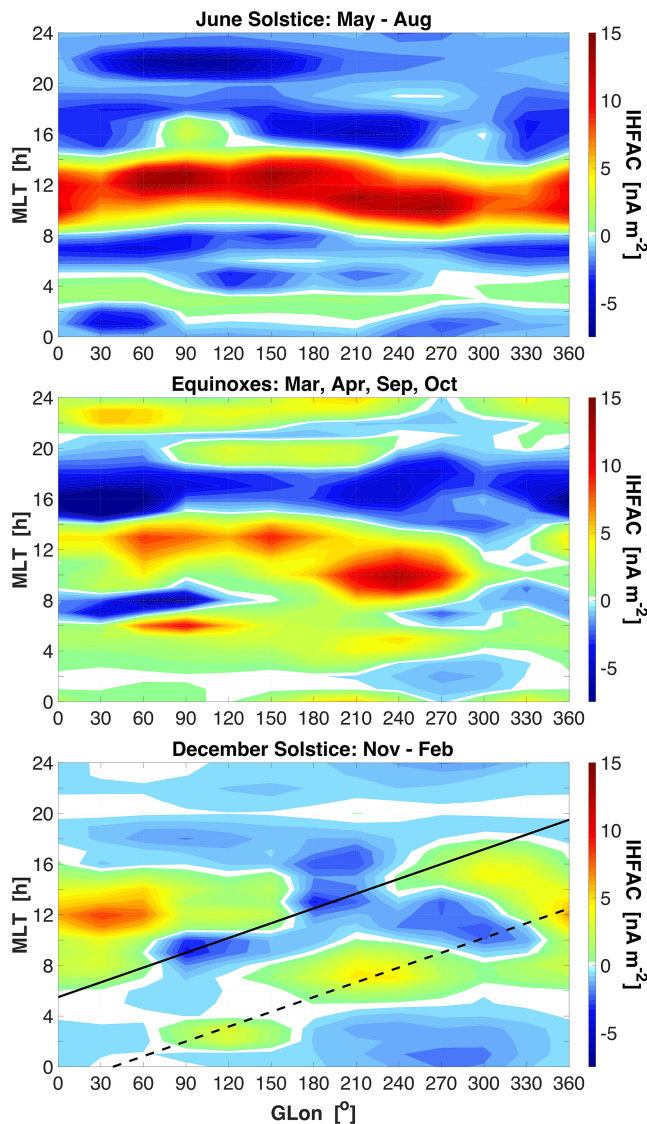 June Solstice: May - Aug
24
20
16
12
8
4
0
MLT [h]
0 30 60 90 120 150 180 210 240 270 300 330 360
15
10
5
0
-5
IHFAC [nA m-2]
Equinoxes: Mar, Apr, Sep, Oct
24
20
16
12
8
4
0
MLT [h]
0 30 60 90 120 150 180 210 240 270 300 330 360
15
10
5
0
-5
IHFAC [nA m-2]
December Solstice: Nov - Feb
24
20
16
12
8
4
0
MLT [h]
0 30 60 90 120 150 180 210 240 270 300 330 360
GLon [o]
15
10
5
0
-5
IHFAC [nA m-2]